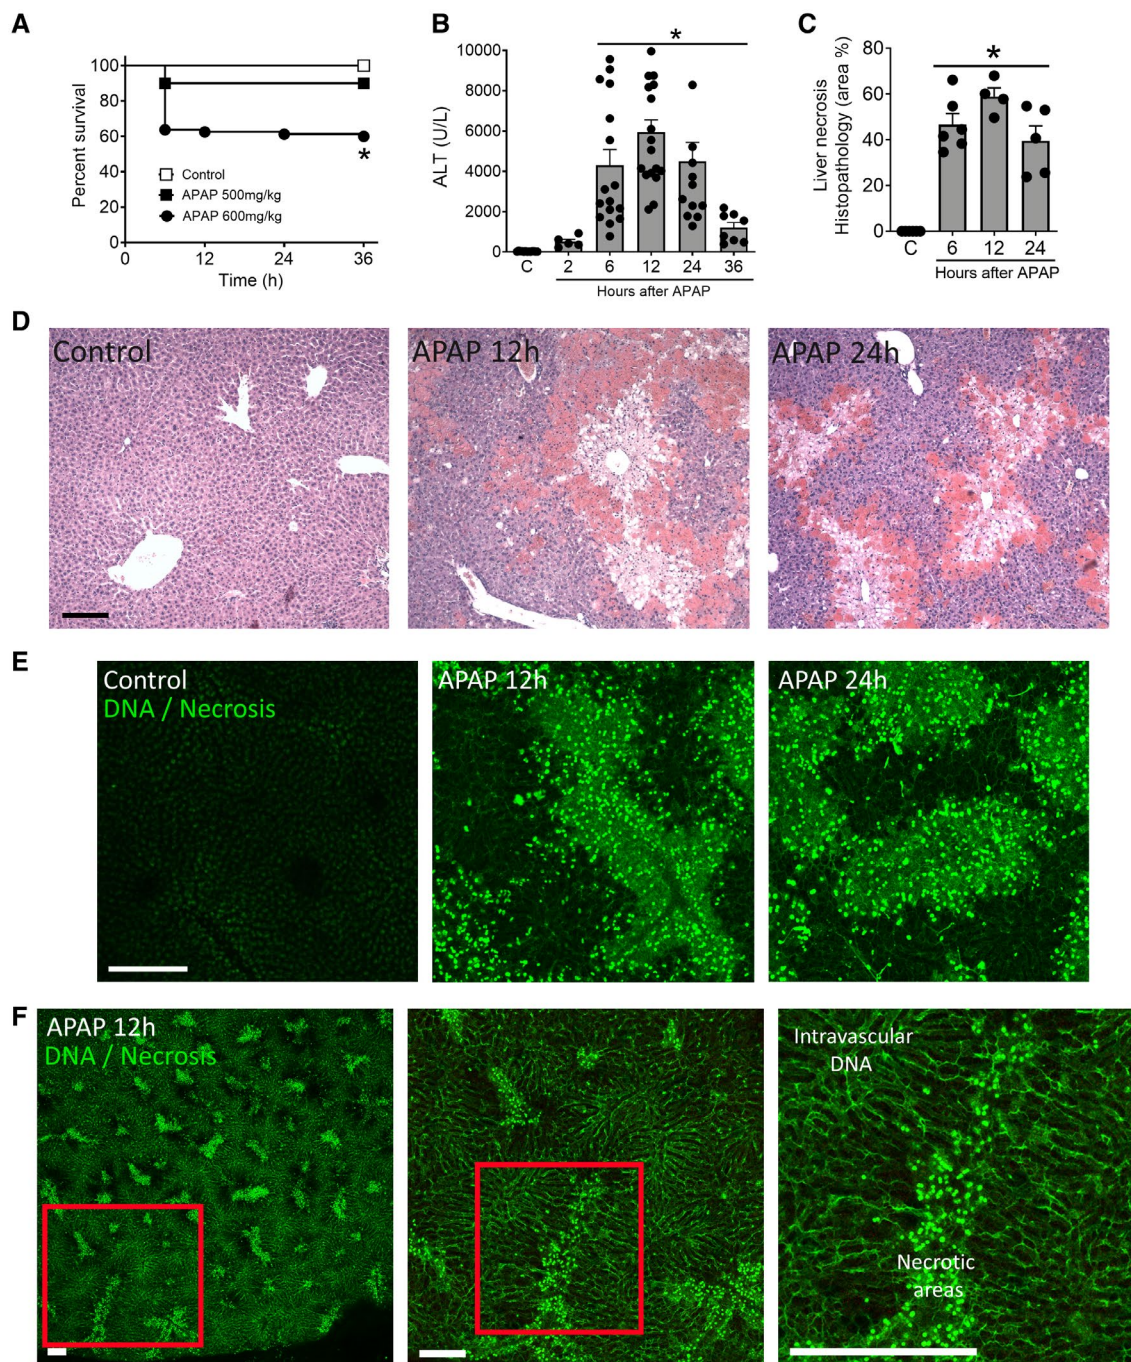 A
Percent survival
100
80
60
40
20
0
0
12
24
36
Time (h)
Control
APAP 500mg/kg
APAP 600mg/kg
*
B
ALT (U/L)
10000
8000
6000
4000
2000
0
*
C
2
6
12
24
36
Hours after APAP
C
Liver necrosis
Histopathology (area %)
80
60
40
20
0
*
C
6
12
24
Hours after APAP
D
Control
APAP 12h
APAP 24h
E
Control
DNA / Necrosis
APAP 12h
APAP 24h
F
APAP 12h
DNA / Necrosis
Intravascular
DNA
Necrotic
areas